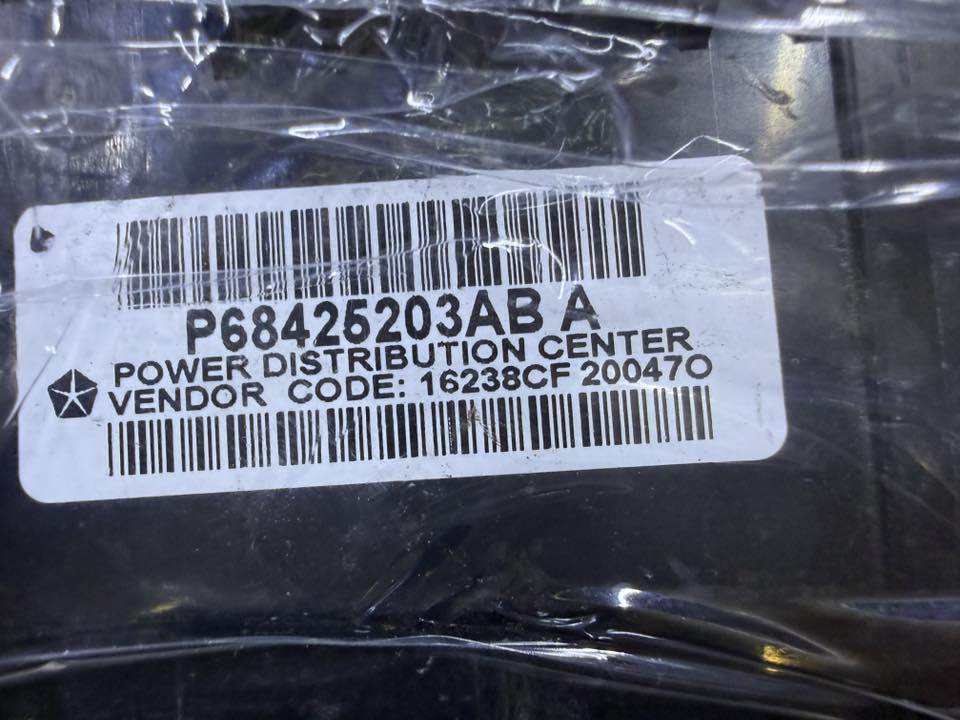 P68425203AB A
POWER DISTRIBUTION CENTER
VENDOR CODE: 16238CF 20047O